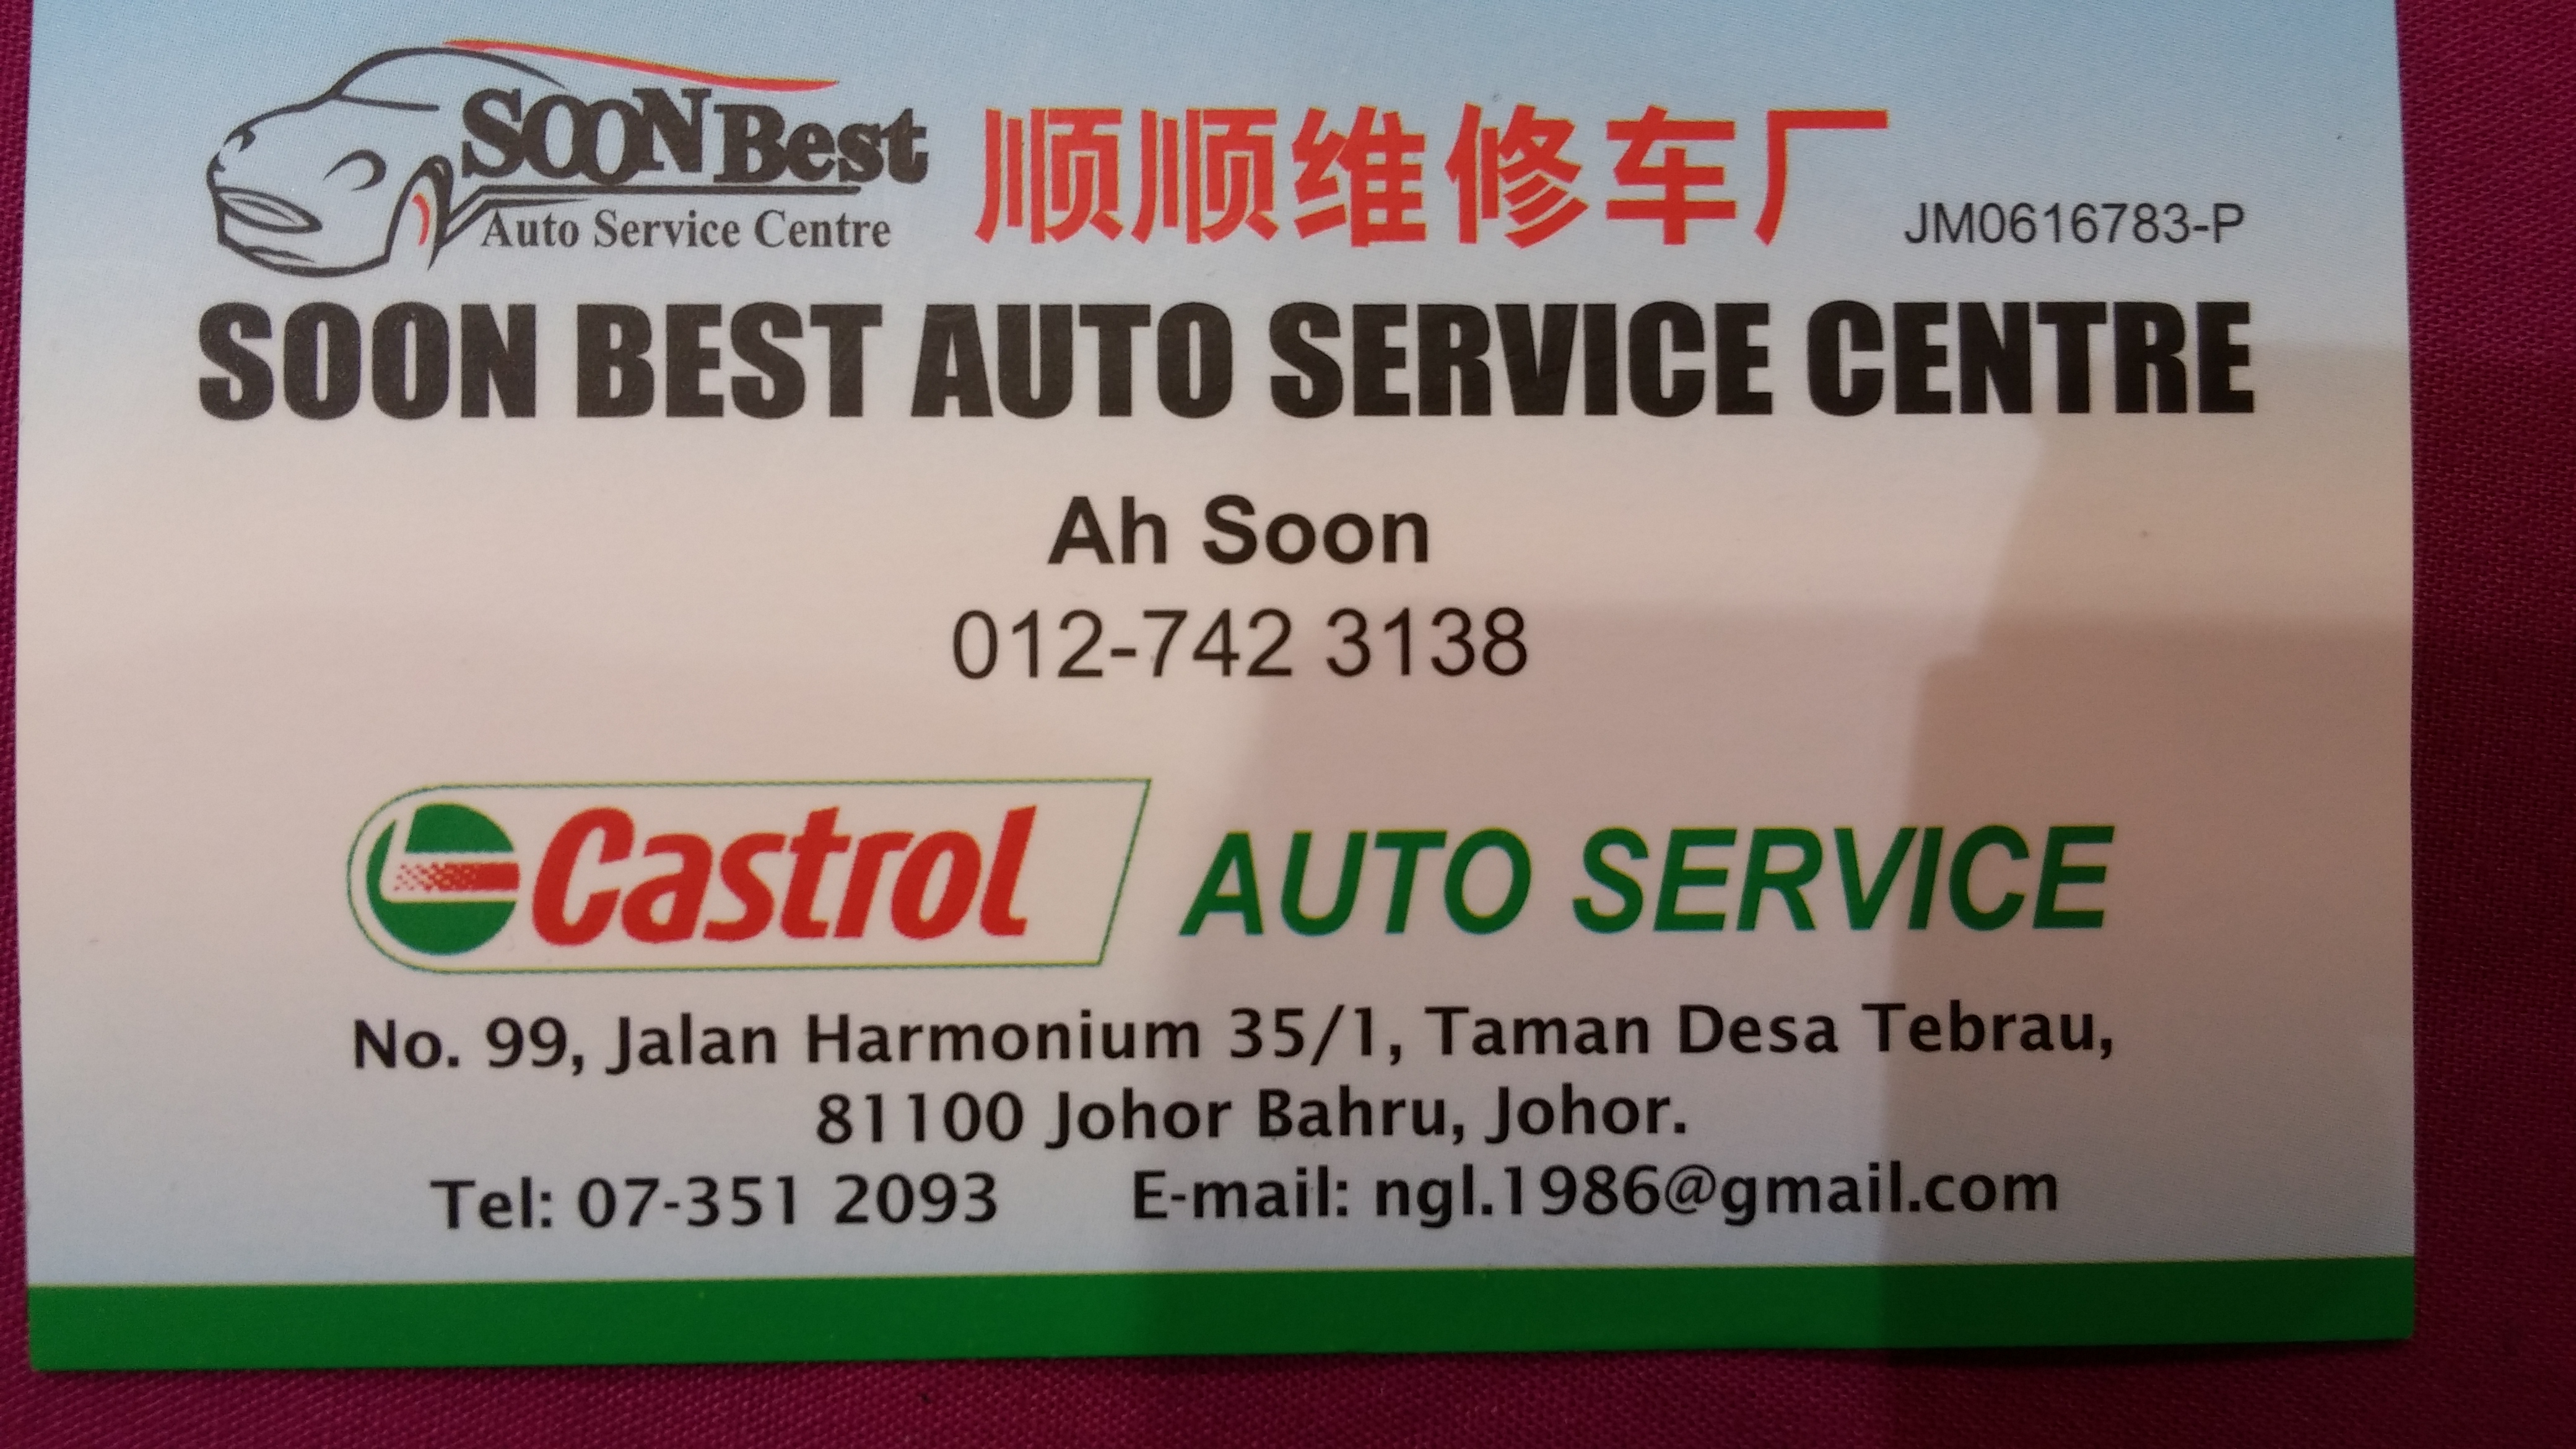 SOON Best
Auto Service Centre
顺顺维修车厂 JM0616783-P
SOON BEST AUTO SERVICE CENTRE
Ah Soon
012-742 3138
Castrol AUTO SERVICE
No. 99, Jalan Harmonium 35/1, Taman Desa Tebrau,
81100 Johor Bahru, Johor.
Tel: 07-351 2093 E-mail: ngl.1986@gmail.com